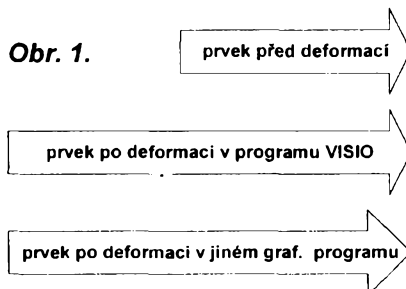 Obr. 1.
prvek před deformací
prvek po deformaci v programu VISIO
prvek po deformaci v jiném graf. programu